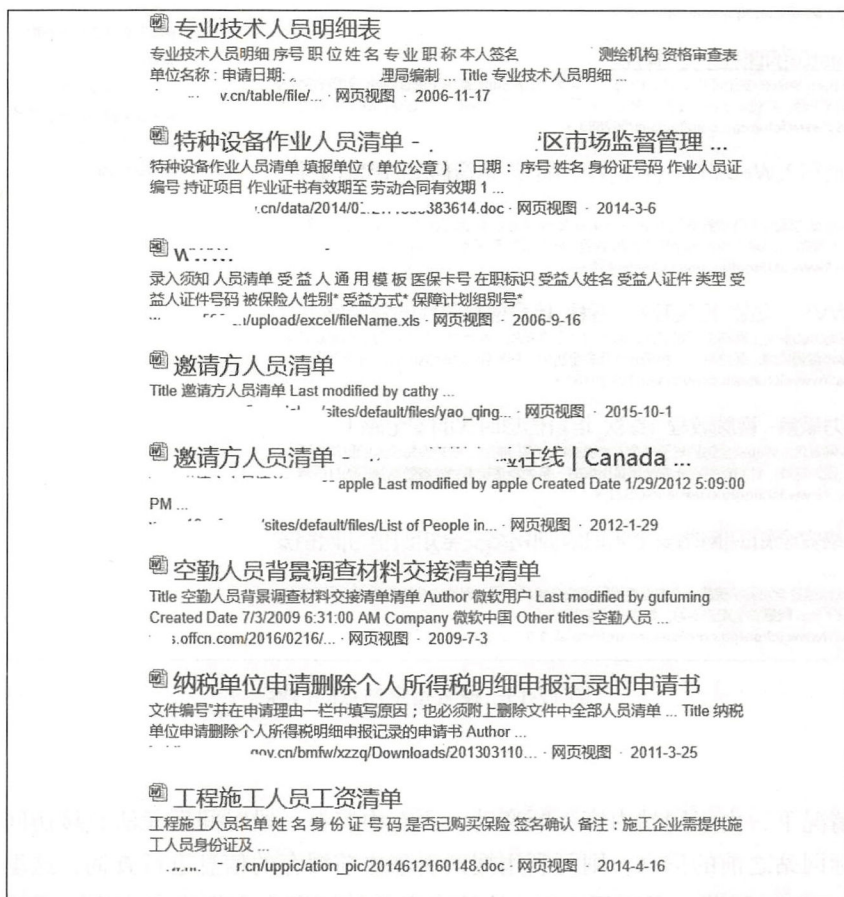 专业技术人员明细表
专业技术人员明细 序号 职 位 姓 名 专 业 职 称 本人签名 测绘机构 资格审查表
单位名称 : 申请日期: 理局编制 ... Title 专业技术人员明细 ...
v.cn/table/file/... · 网页视图 · 2006-11-17
特种设备作业人员清单 - 区市场监督管理 ...
特种设备作业人员清单 填报单位 ( 单位公章 ) : 日期 : 序号 姓名 身份证号码 作业人员证
编号 持证项目 作业证书有效期至 劳动合同有效期 1 ...
.cn/data/2014/0 383614.doc · 网页视图 · 2014-3-6
录入须知 人员清单 受 益 人 通 用 模 板 医保卡号 在职标识 受益人姓名 受益人证件 类型 受
益人证件号码 被保险人性别* 受益方式* 保障计划组别号*
/upload/excel/fileName.xls · 网页视图 · 2006-9-16
邀请方人员清单
Title 邀请方人员清单 Last modified by cathy ...
/sites/default/files/yao_qing... · 网页视图 · 2015-10-1
邀请方人员清单 - 在线 | Canada ...
apple Last modified by apple Created Date 1/29/2012 5:09:00
PM ...
/sites/default/files/List of People in... · 网页视图 · 2012-1-29
空勤人员背景调查材料交接清单清单
Title 空勤人员背景调查材料交接清单清单 Author 微软用户 Last modified by gufuming
Created Date 7/3/2009 6:31:00 AM Company 微软中国 Other titles 空勤人员 ...
s.offcn.com/2016/0216/... · 网页视图 · 2009-7-3
纳税单位申请删除个人所得税明细申报记录的申请书
文件编号"并在申请理由一栏中填写原因 ; 也必须附上删除文件中全部人员清单 ... Title 纳税
单位申请删除个人所得税明细申报记录的申请书 Author ...
gov.cn/bmfw/xzzq/Downloads/201303110... · 网页视图 · 2011-3-25
工程施工人员工资清单
工程施工人员名单 姓 名 身 份 证 号 码 是否已购买保险 签名确认 备注 : 施工企业需提供施
工人员身份证及 ...
r.cn/uppic/ation_pic/2014612160148.doc · 网页视图 · 2014-4-16